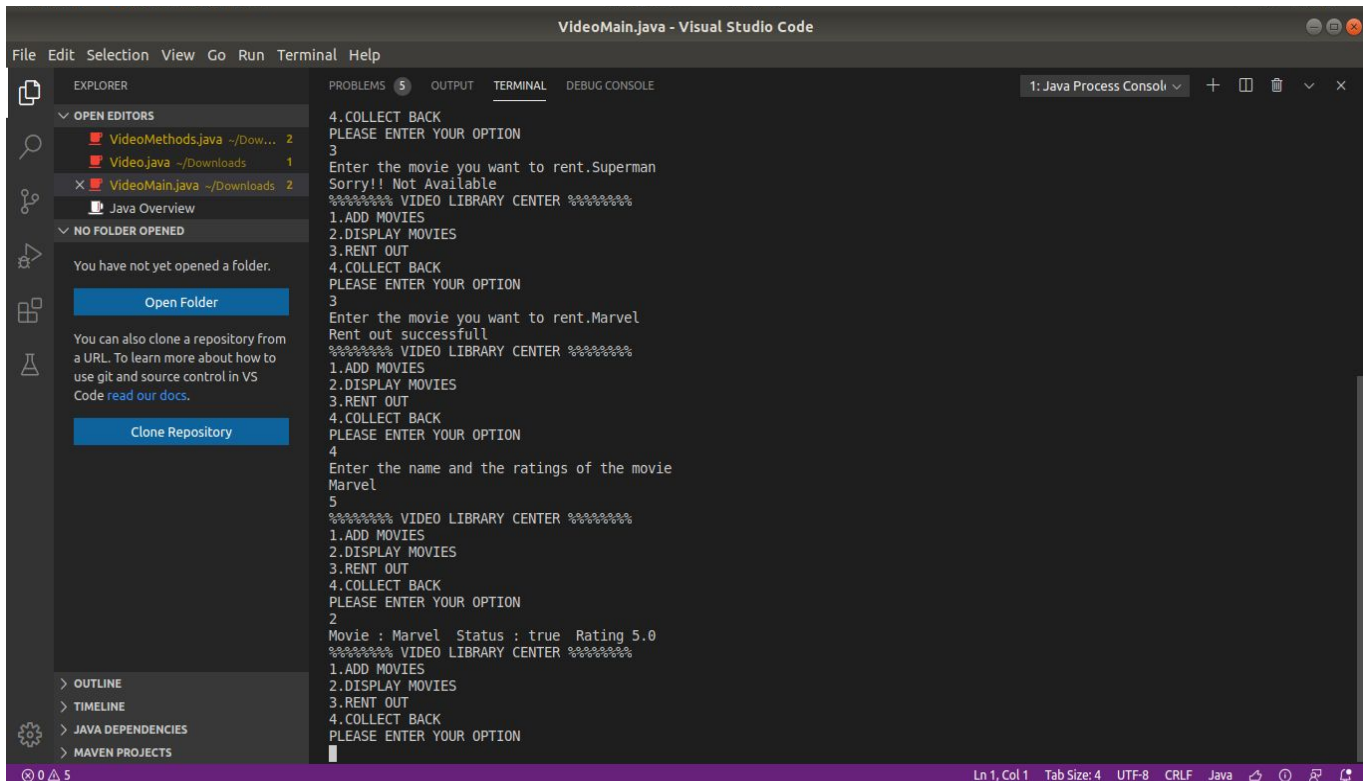 VideoMain.java - Visual Studio Code
File Edit Selection View Go Run Terminal Help
EXPLORER
OPEN EDITORS
VideoMethods.java ~/Dow... 2
Video.java ~/Downloads 1
VideoMain.java ~/Downloads 2
Java Overview
NO FOLDER OPENED
You have not yet opened a folder.
Open Folder
You can also clone a repository from
a URL. To learn more about how to
use git and source control in VS
Code read our docs.
Clone Repository
OUTLINE
TIMELINE
JAVA DEPENDENCIES
MAVEN PROJECTS
PROBLEMS 5 OUTPUT TERMINAL DEBUG CONSOLE
1: Java Process Consol
4.COLLECT BACK
PLEASE ENTER YOUR OPTION
3
Enter the movie you want to rent.Superman
Sorry!! Not Available
%%%%%%%% VIDEO LIBRARY CENTER %%%%%%%%
1.ADD MOVIES
2.DISPLAY MOVIES
3.RENT OUT
4.COLLECT BACK
PLEASE ENTER YOUR OPTION
3
Enter the movie you want to rent.Marvel
Rent out successfull
%%%%%%%% VIDEO LIBRARY CENTER %%%%%%%%
1.ADD MOVIES
2.DISPLAY MOVIES
3.RENT OUT
4.COLLECT BACK
PLEASE ENTER YOUR OPTION
4
Enter the name and the ratings of the movie
Marvel
5
%%%%%%%% VIDEO LIBRARY CENTER %%%%%%%%
1.ADD MOVIES
2.DISPLAY MOVIES
3.RENT OUT
4.COLLECT BACK
PLEASE ENTER YOUR OPTION
2
Movie : Marvel  Status : true  Rating 5.0
%%%%%%%% VIDEO LIBRARY CENTER %%%%%%%%
1.ADD MOVIES
2.DISPLAY MOVIES
3.RENT OUT
4.COLLECT BACK
PLEASE ENTER YOUR OPTION
0 5 Ln 1, Col 1 Tab Size: 4 UTF-8 CRLF Java